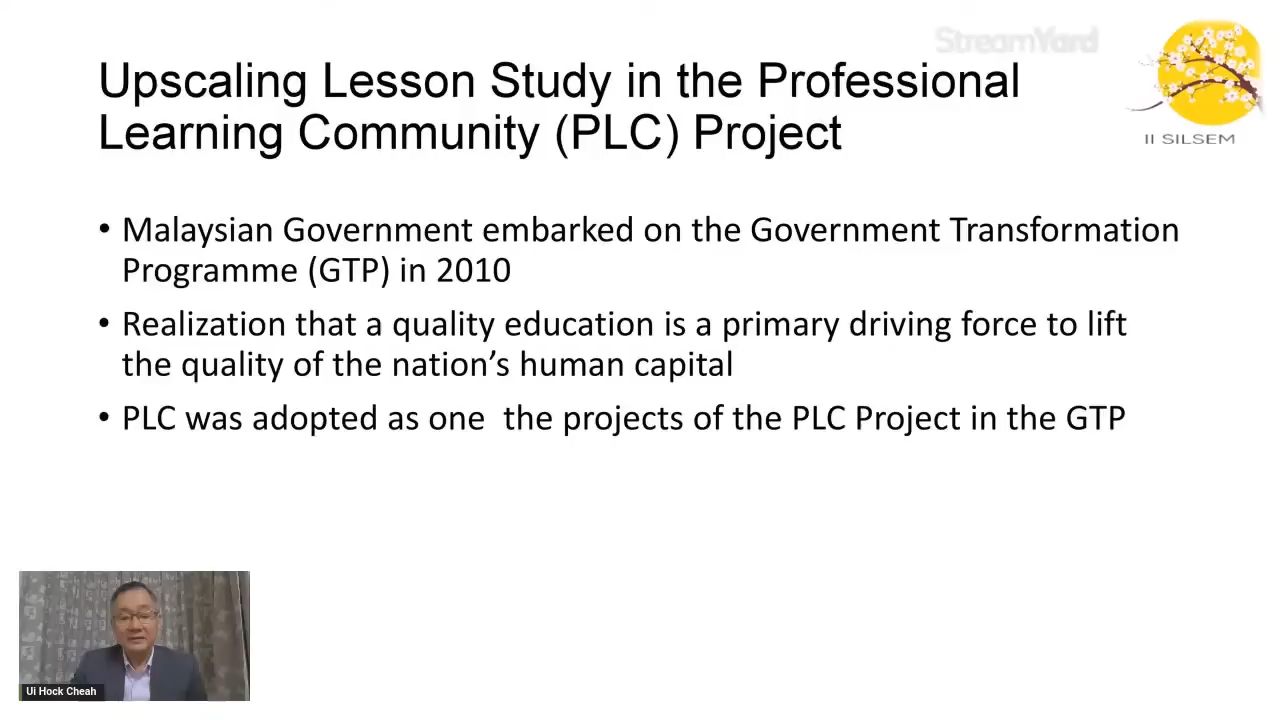 StreamYard
Upscaling Lesson Study in the Professional
Learning Community (PLC) Project
II SILSEM
• Malaysian Government embarked on the Government Transformation
Programme (GTP) in 2010
• Realization that a quality education is a primary driving force to lift
the quality of the nation’s human capital
• PLC was adopted as one  the projects of the PLC Project in the GTP
Ui Hock Cheah